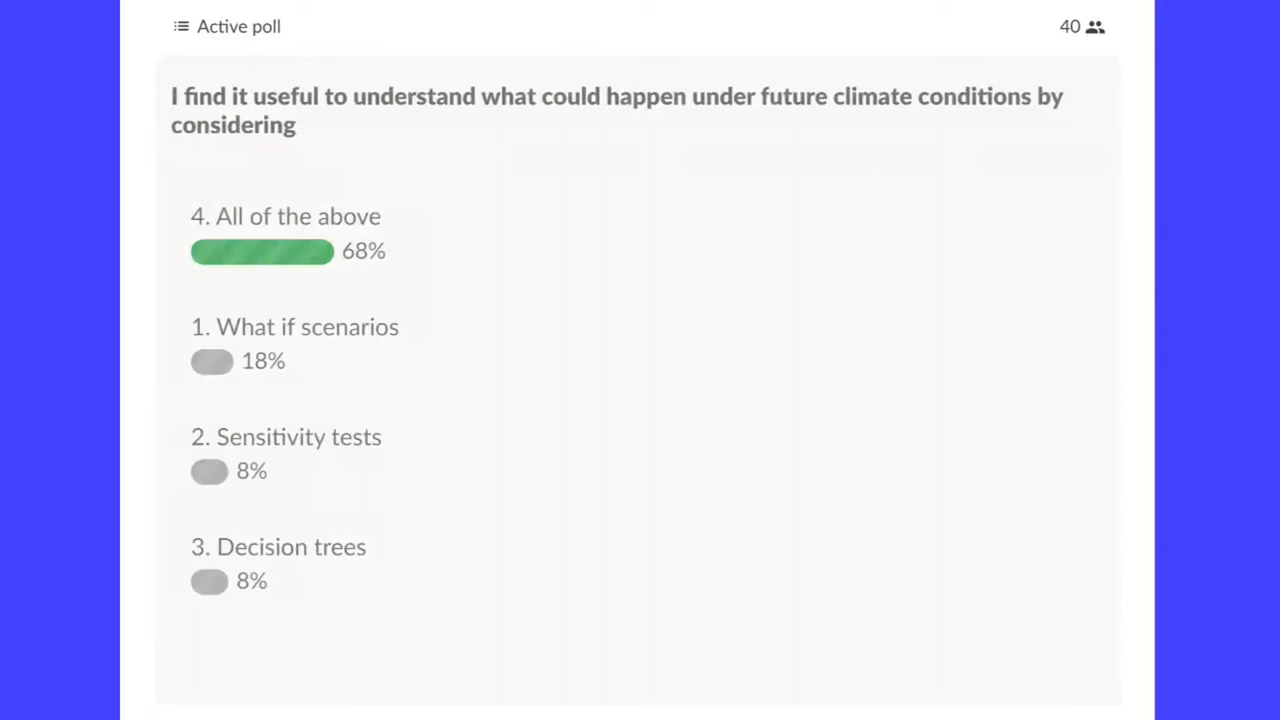 Active poll
40
I find it useful to understand what could happen under future climate conditions by
considering
4. All of the above
68%
1. What if scenarios
18%
2. Sensitivity tests
8%
3. Decision trees
8%